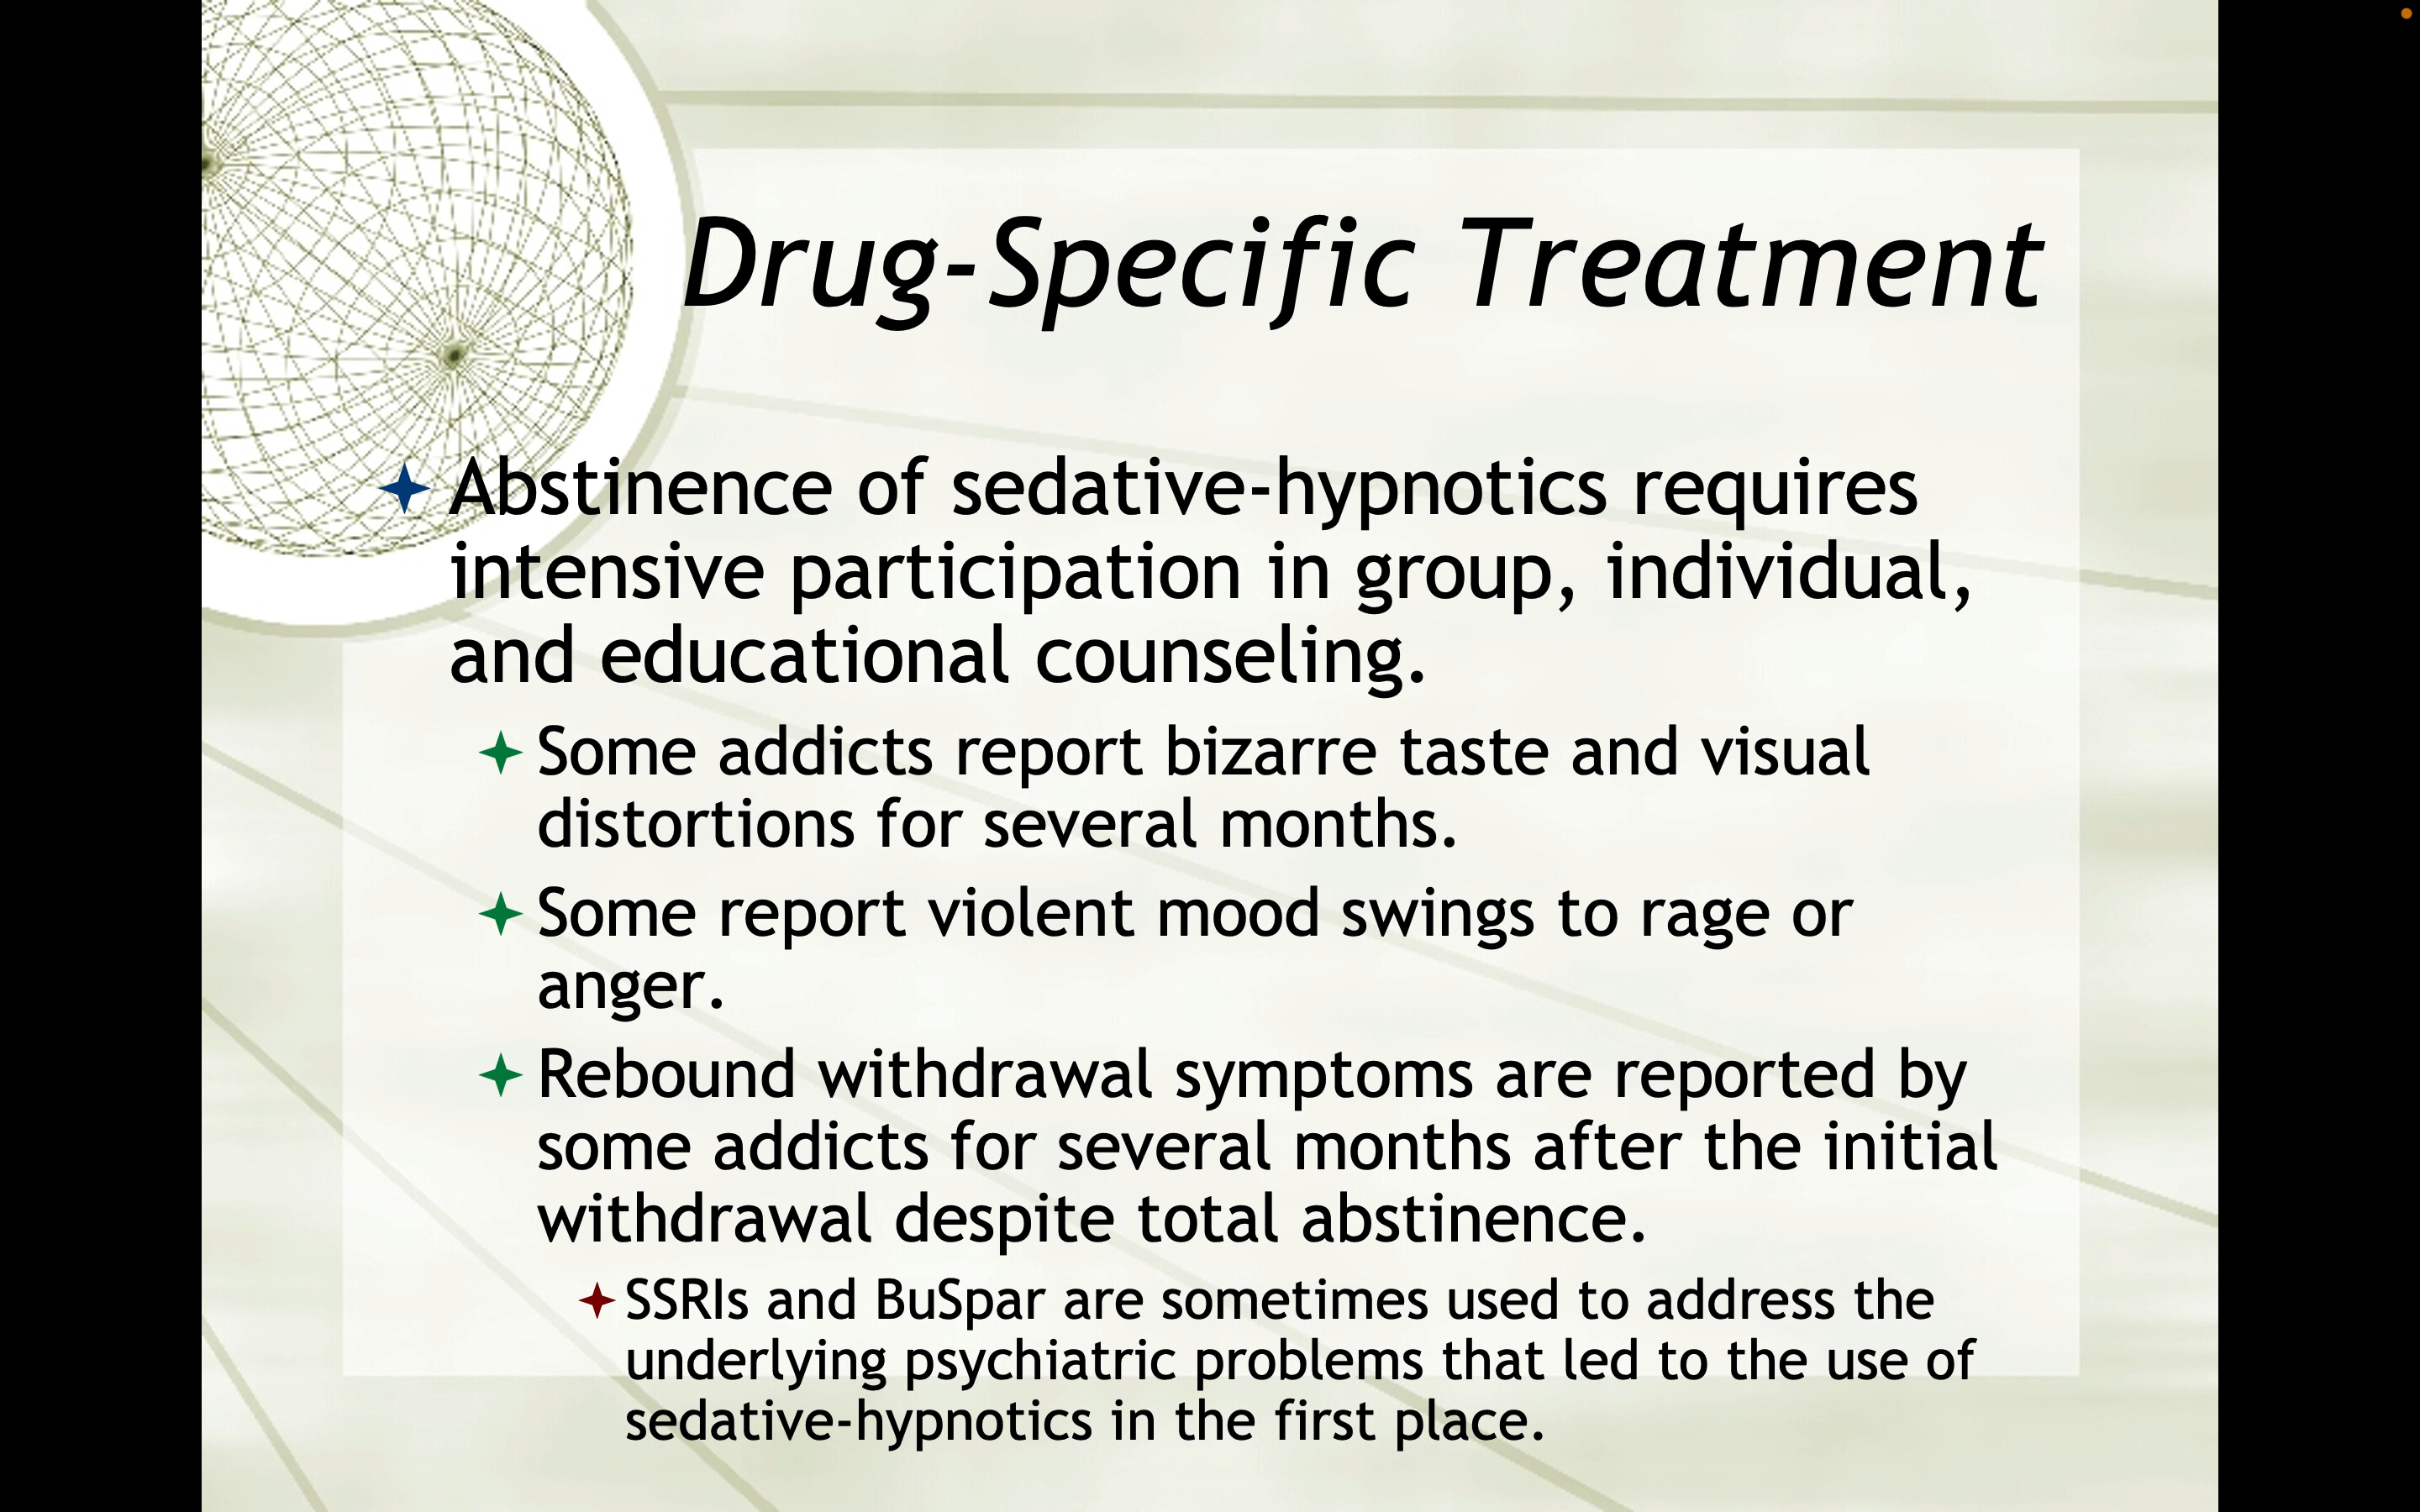 Drug-Specific Treatment
Abstinence of sedative-hypnotics requires
intensive participation in group, individual,
and educational counseling.
Some addicts report bizarre taste and visual
distortions for several months.
Some report violent mood swings to rage or
anger.
Rebound withdrawal symptoms are reported by
some addicts for several months after the initial
withdrawal despite total abstinence.
SSRIs and BuSpar are sometimes used to address the
underlying psychiatric problems that led to the use of
sedative-hypnotics in the first place.